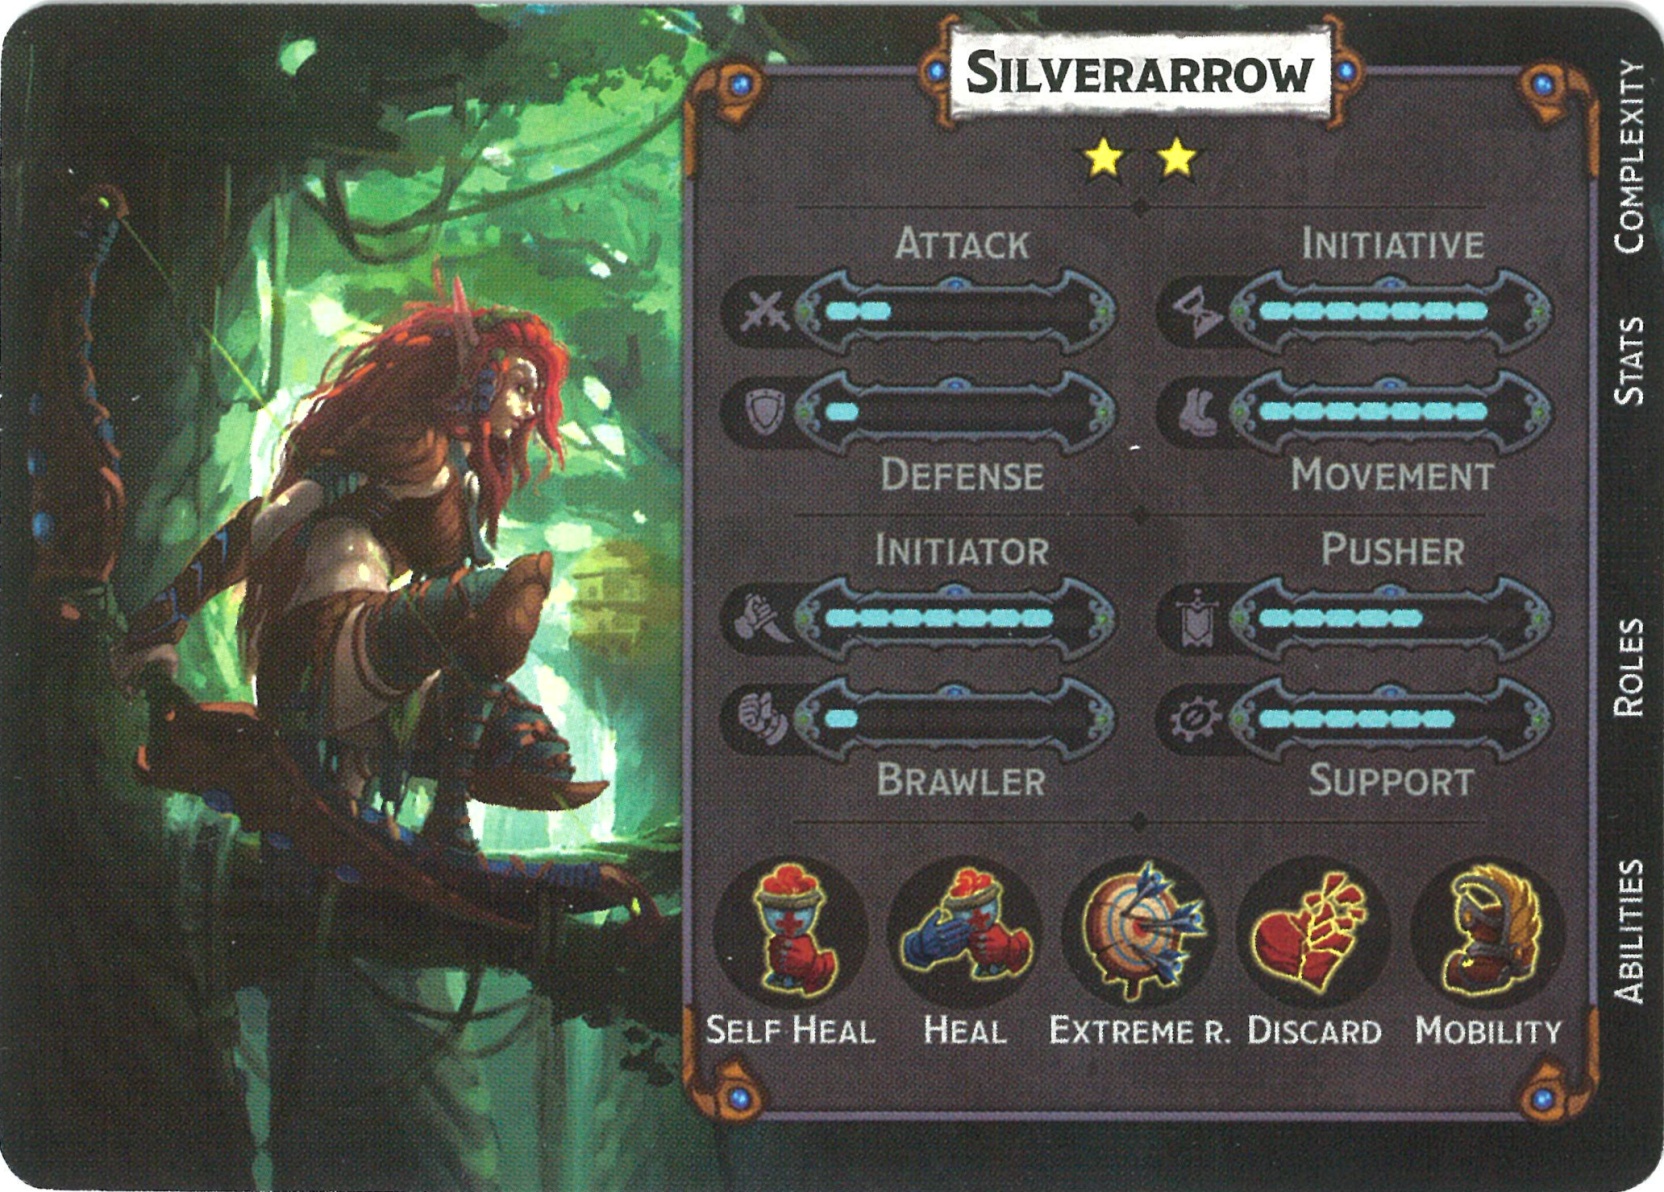 SILVERARROW
ATTACK
INITIATIVE
DEFENSE
MOVEMENT
INITIATOR
PUSHER
BRAWLER
SUPPORT
SELF HEAL
HEAL
EXTREME R.
DISCARD
MOBILITY
COMPLEXITY
STATS
ROLES
ABILITIES